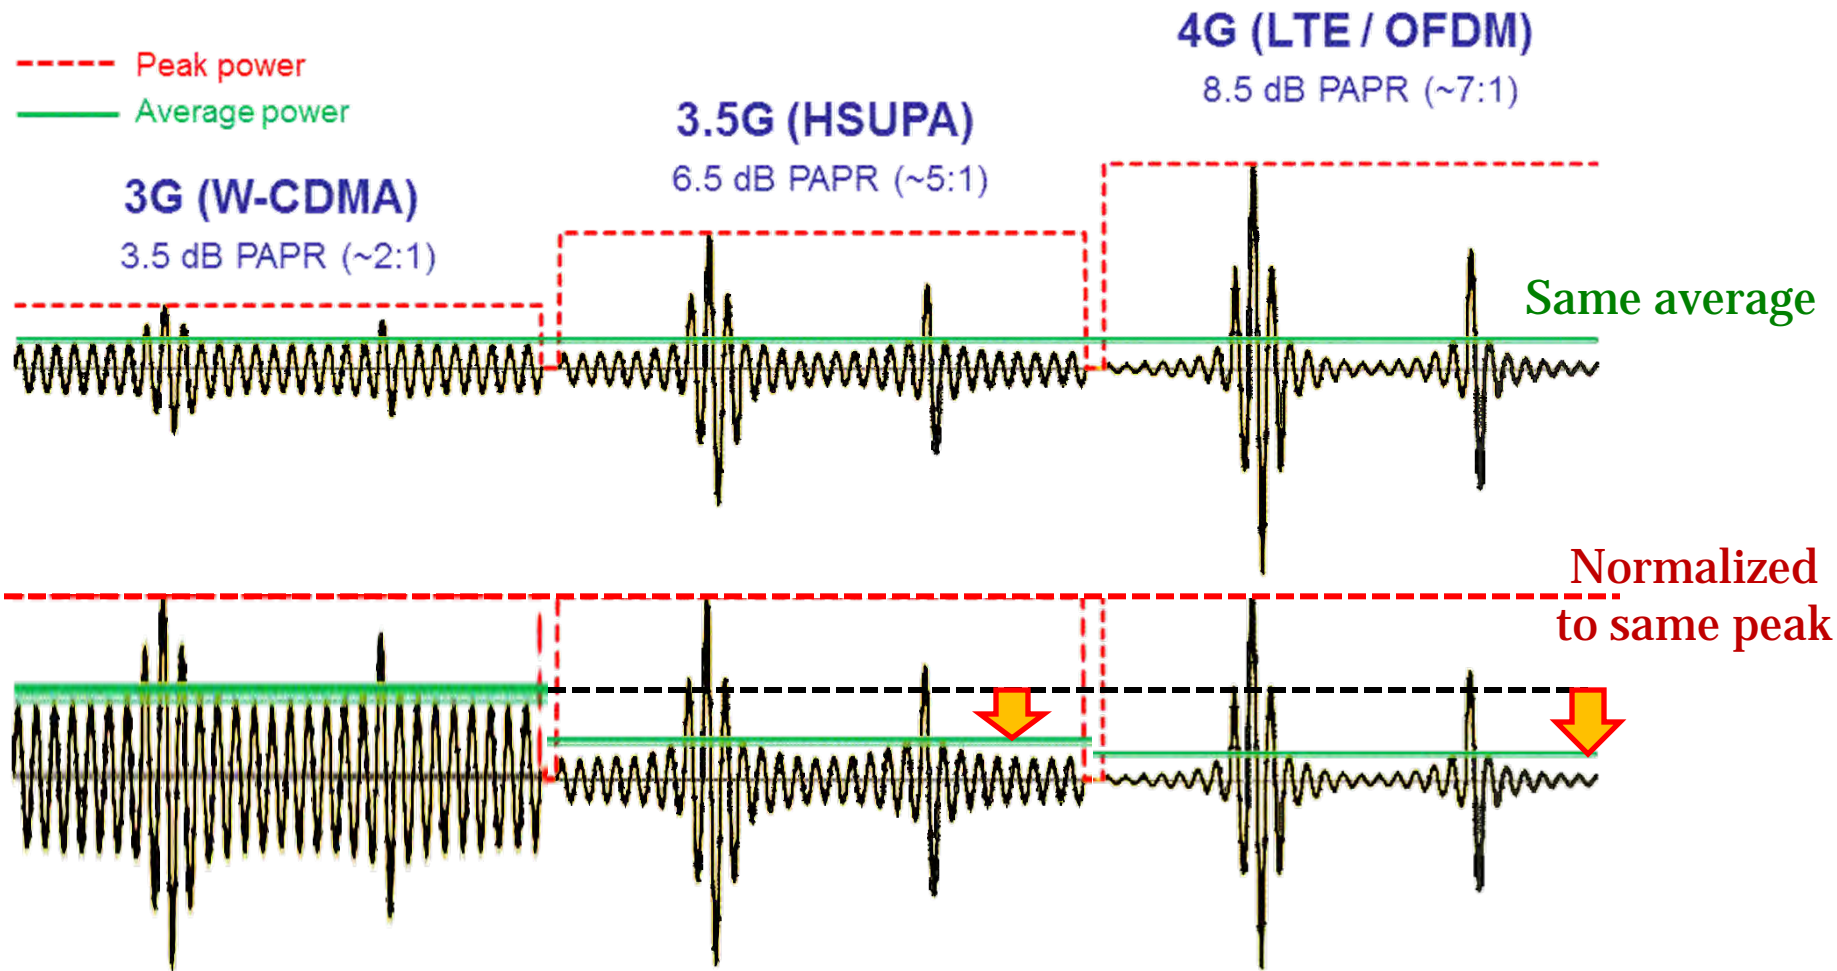 Peak power
Average power
3G (W-CDMA)
3.5 dB PAPR (~2:1)
3.5G (HSUPA)
6.5 dB PAPR (~5:1)
4G (LTE / OFDM)
8.5 dB PAPR (~7:1)
Same average
Normalized
to same peak